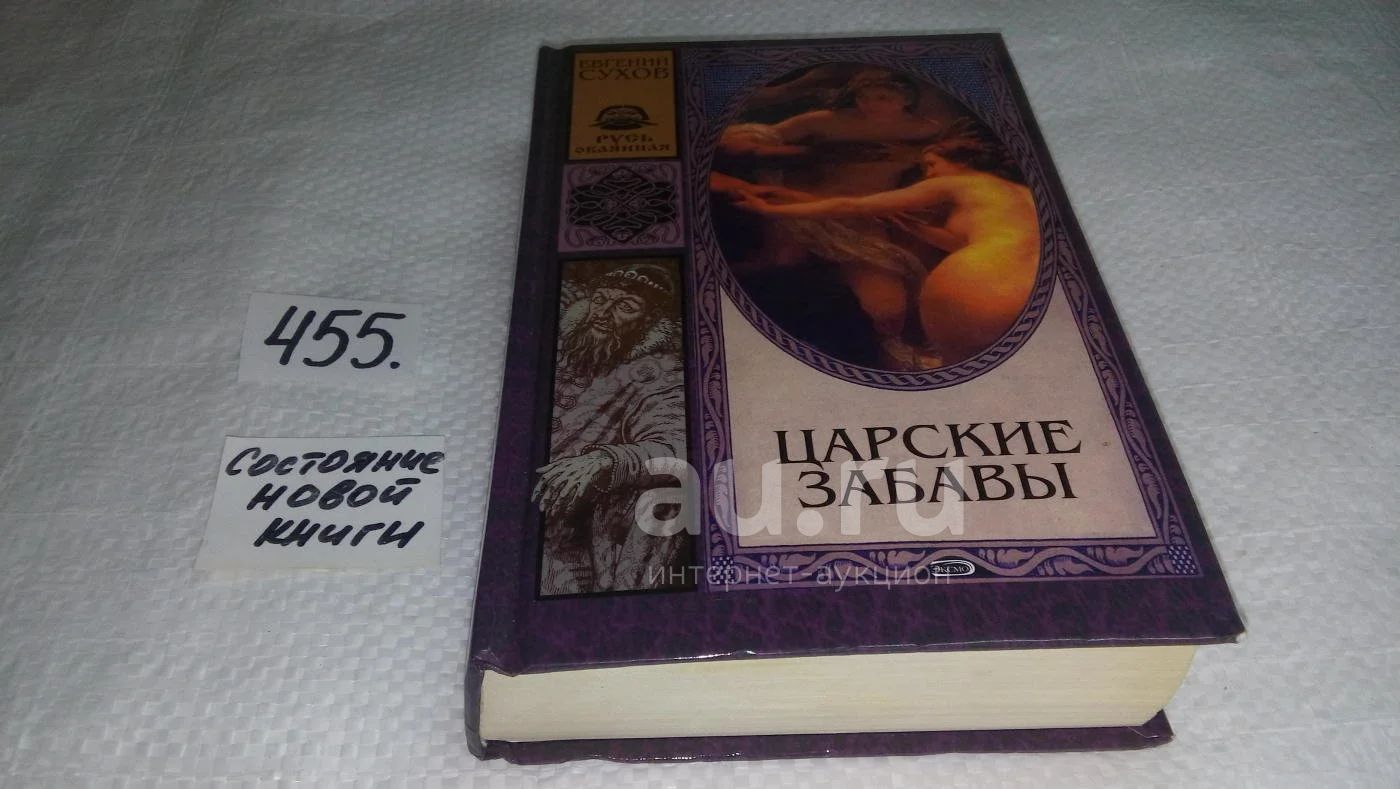 ЕВГЕНИЙ
СУХОВ
РУСЬ
ОКАЯННАЯ
ЦАРСКИЕ
ЗАБАВЫ
ЭКСМО
455.
Состояние
новой
книги
au.ru
интернет-аукцион